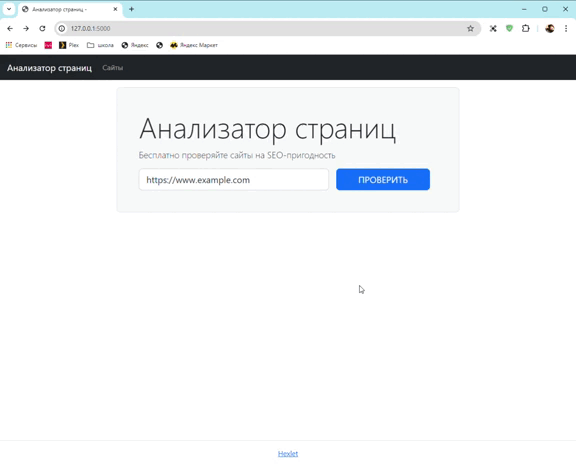 Анализатор страниц –
127.0.0.1:5000
Сервисы Plex школа Яндекс Яндекс Маркет
Анализатор страниц Сайты
Анализатор страниц
Бесплатно проверяйте сайты на SEO-пригодность
https://www.example.com ПРОВЕРИТЬ
Hexlet